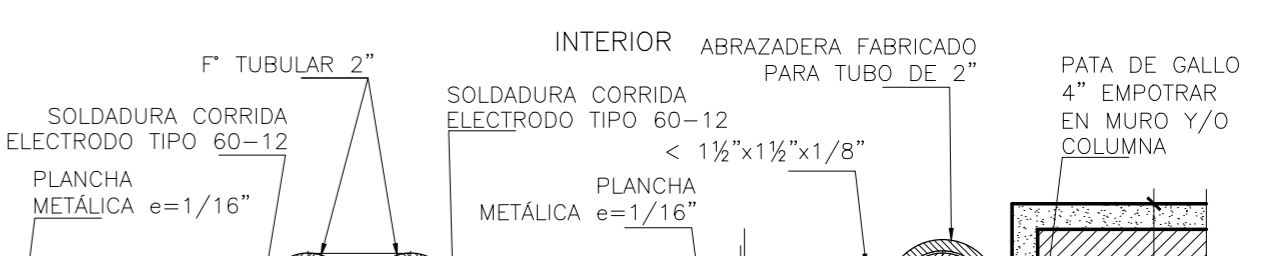 INTERIOR
F° TUBULAR 2”
SOLDADURA CORRIDA
ELECTRODO TIPO 60-12
PLANCHA
METÁLICA e=1/16”
SOLDADURA CORRIDA
ELECTRODO TIPO 60-12
< 1½”x1½”x1/8”
PLANCHA
METÁLICA e=1/16”
ABRAZADERA FABRICADO
PARA TUBO DE 2”
PATA DE GALLO
4” EMPOTRAR
EN MURO Y/O
COLUMNA